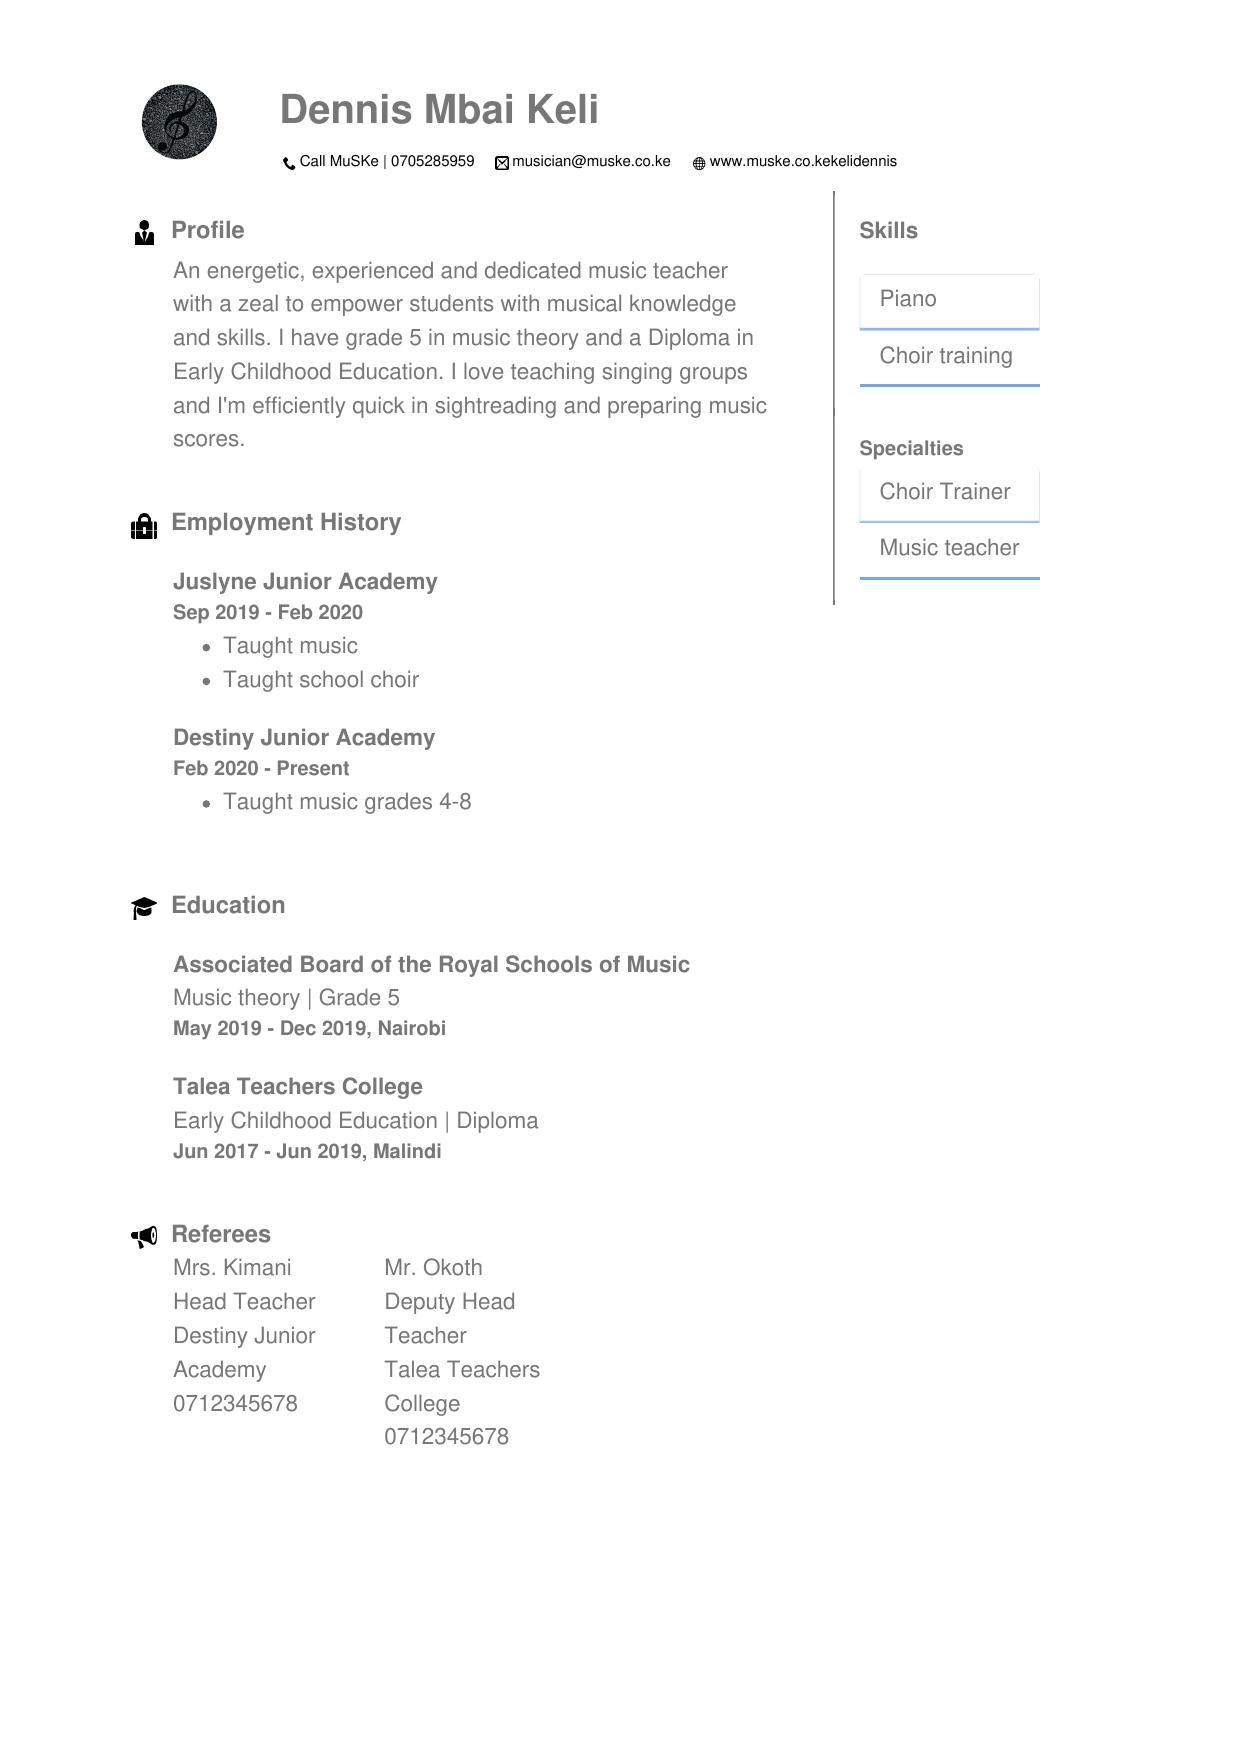 Dennis Mbai Keli
Call MuSKe | 0705285959 musician@muske.co.ke www.muske.co.kekelidennis
Profile
An energetic, experienced and dedicated music teacher
with a zeal to empower students with musical knowledge
and skills. I have grade 5 in music theory and a Diploma in
Early Childhood Education. I love teaching singing groups
and I'm efficiently quick in sightreading and preparing music
scores.
Employment History
Juslyne Junior Academy
Sep 2019 - Feb 2020
• Taught music
• Taught school choir
Destiny Junior Academy
Feb 2020 - Present
• Taught music grades 4-8
Education
Associated Board of the Royal Schools of Music
Music theory | Grade 5
May 2019 - Dec 2019, Nairobi
Talea Teachers College
Early Childhood Education | Diploma
Jun 2017 - Jun 2019, Malindi
Referees
Mrs. Kimani
Head Teacher
Destiny Junior
Academy
0712345678
Mr. Okoth
Deputy Head
Teacher
Talea Teachers
College
0712345678
Skills
Piano
Choir training
Specialties
Choir Trainer
Music teacher